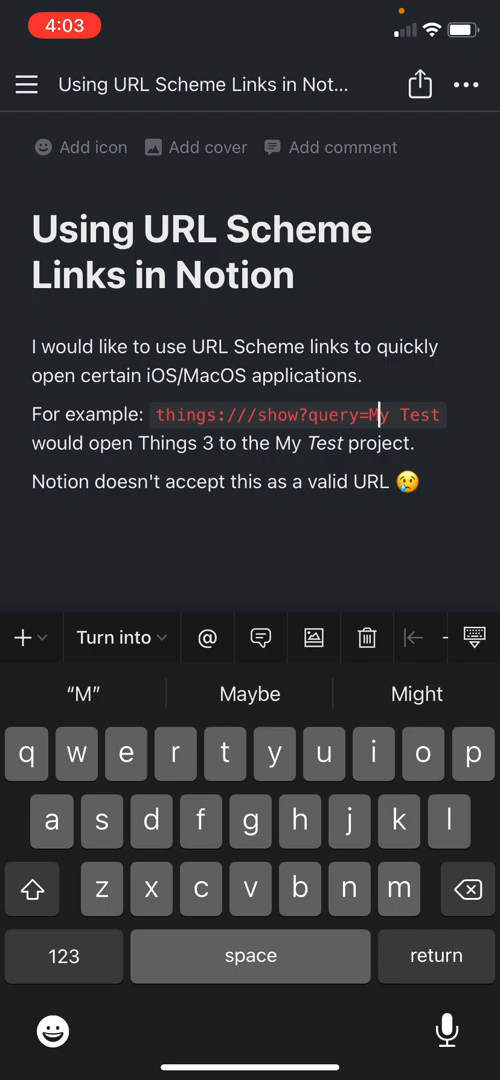 4:03
Using URL Scheme Links in Not...
Add icon Add cover Add comment
Using URL Scheme
Links in Notion
I would like to use URL Scheme links to quickly
open certain iOS/MacOS applications.
For example: things:///show?query=My Test
would open Things 3 to the My Test project.
Notion doesn't accept this as a valid URL 😢
Turn into @
“M” Maybe Might
q w e r t y u i o p
a s d f g h j k l
z x c v b n m
123 space return